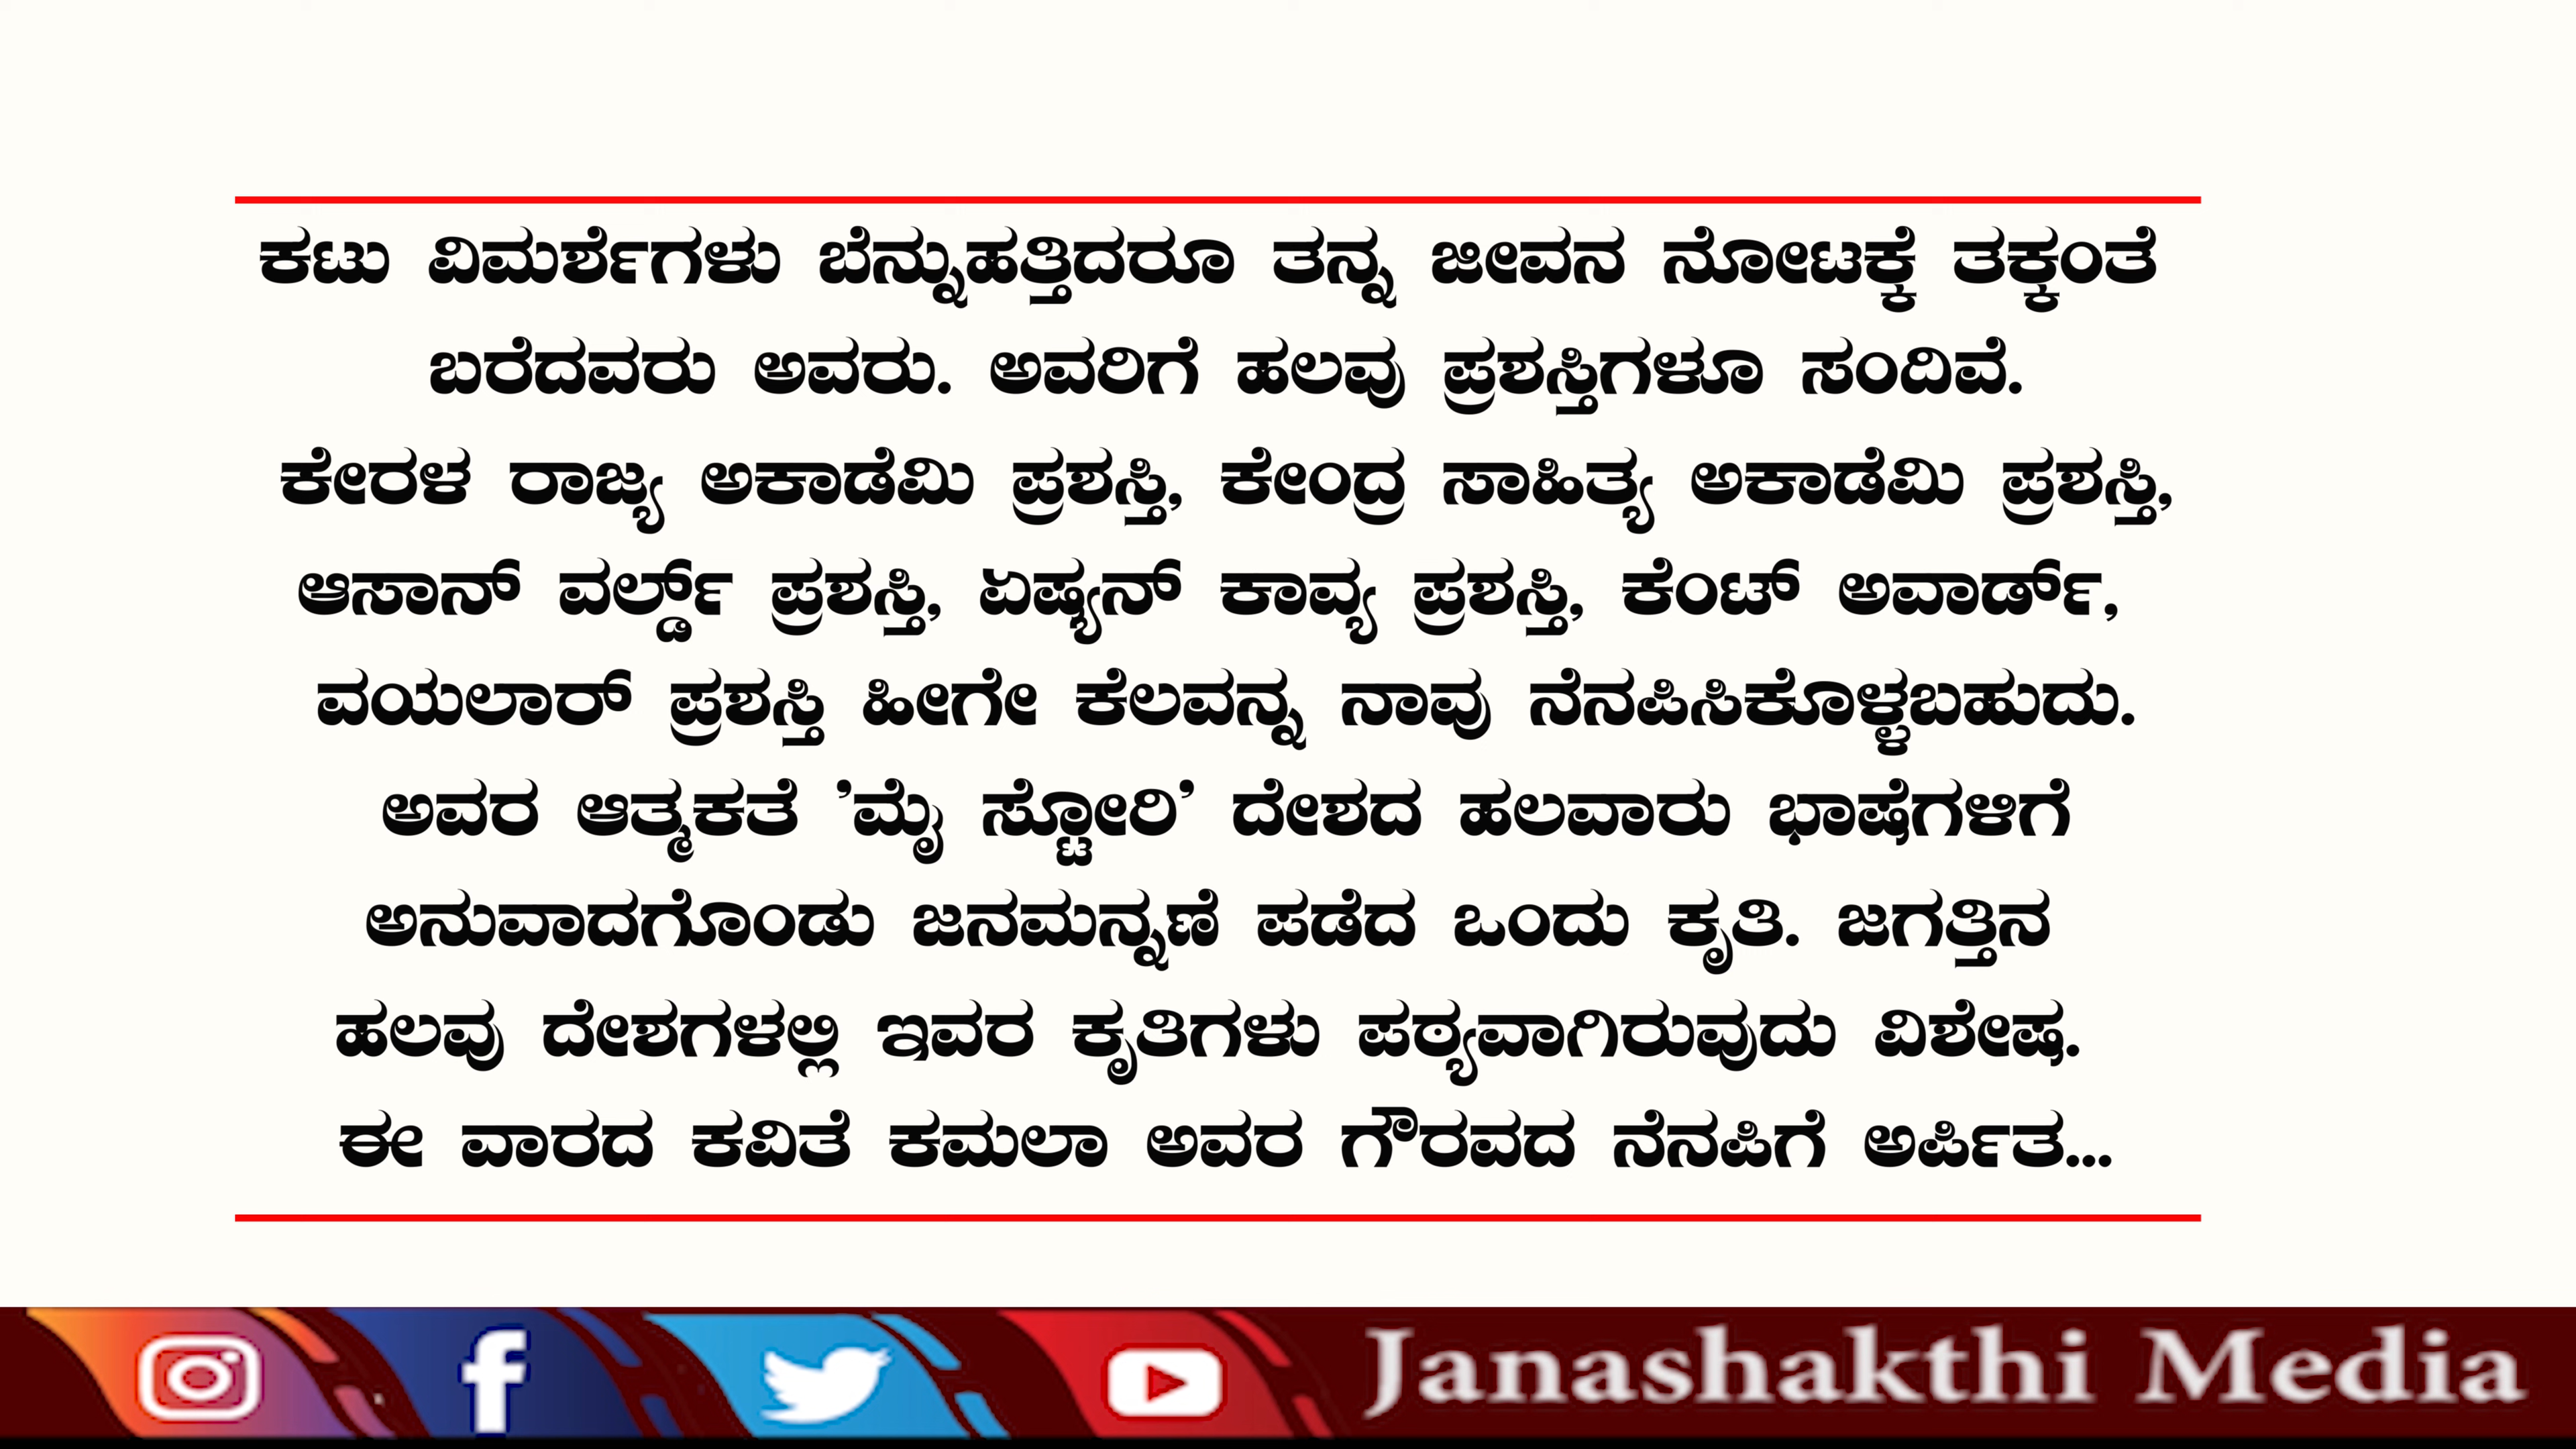 ಕಟು ವಿಮರ್ಶೆಗಳು ಬೆನ್ನುಹತ್ತಿದರೂ ತನ್ನ ಜೀವನ ನೋಟಕ್ಕೆ ತಕ್ಕಂತೆ
ಬರೆದವರು ಅವರು. ಅವರಿಗೆ ಹಲವು ಪ್ರಶಸ್ತಿಗಳೂ ಸಂದಿವೆ.
ಕೇರಳ ರಾಜ್ಯ ಅಕಾಡೆಮಿ ಪ್ರಶಸ್ತಿ, ಕೇಂದ್ರ ಸಾಹಿತ್ಯ ಅಕಾಡೆಮಿ ಪ್ರಶಸ್ತಿ,
ಆಸಾನ್ ವರ್ಲ್ಡ್ ಪ್ರಶಸ್ತಿ, ಏಷ್ಯನ್ ಕಾವ್ಯ ಪ್ರಶಸ್ತಿ, ಕೆಂಟ್ ಅವಾರ್ಡ್,
ವಯಲಾರ್ ಪ್ರಶಸ್ತಿ ಹೀಗೇ ಕೆಲವನ್ನ ನಾವು ನೆನಪಿಸಿಕೊಳ್ಳಬಹುದು.
ಅವರ ಆತ್ಮಕತೆ ’ಮೈ ಸ್ಟೋರಿ’ ದೇಶದ ಹಲವಾರು ಭಾಷೆಗಳಿಗೆ
ಅನುವಾದಗೊಂಡು ಜನಮನ್ನಣೆ ಪಡೆದ ಒಂದು ಕೃತಿ. ಜಗತ್ತಿನ
ಹಲವು ದೇಶಗಳಲ್ಲಿ ಇವರ ಕೃತಿಗಳು ಪಠ್ಯವಾಗಿರುವುದು ವಿಶೇಷ.
ಈ ವಾರದ ಕವಿತೆ ಕಮಲಾ ಅವರ ಗೌರವದ ನೆನಪಿಗೆ ಅರ್ಪಿತ...
Janashakthi Media